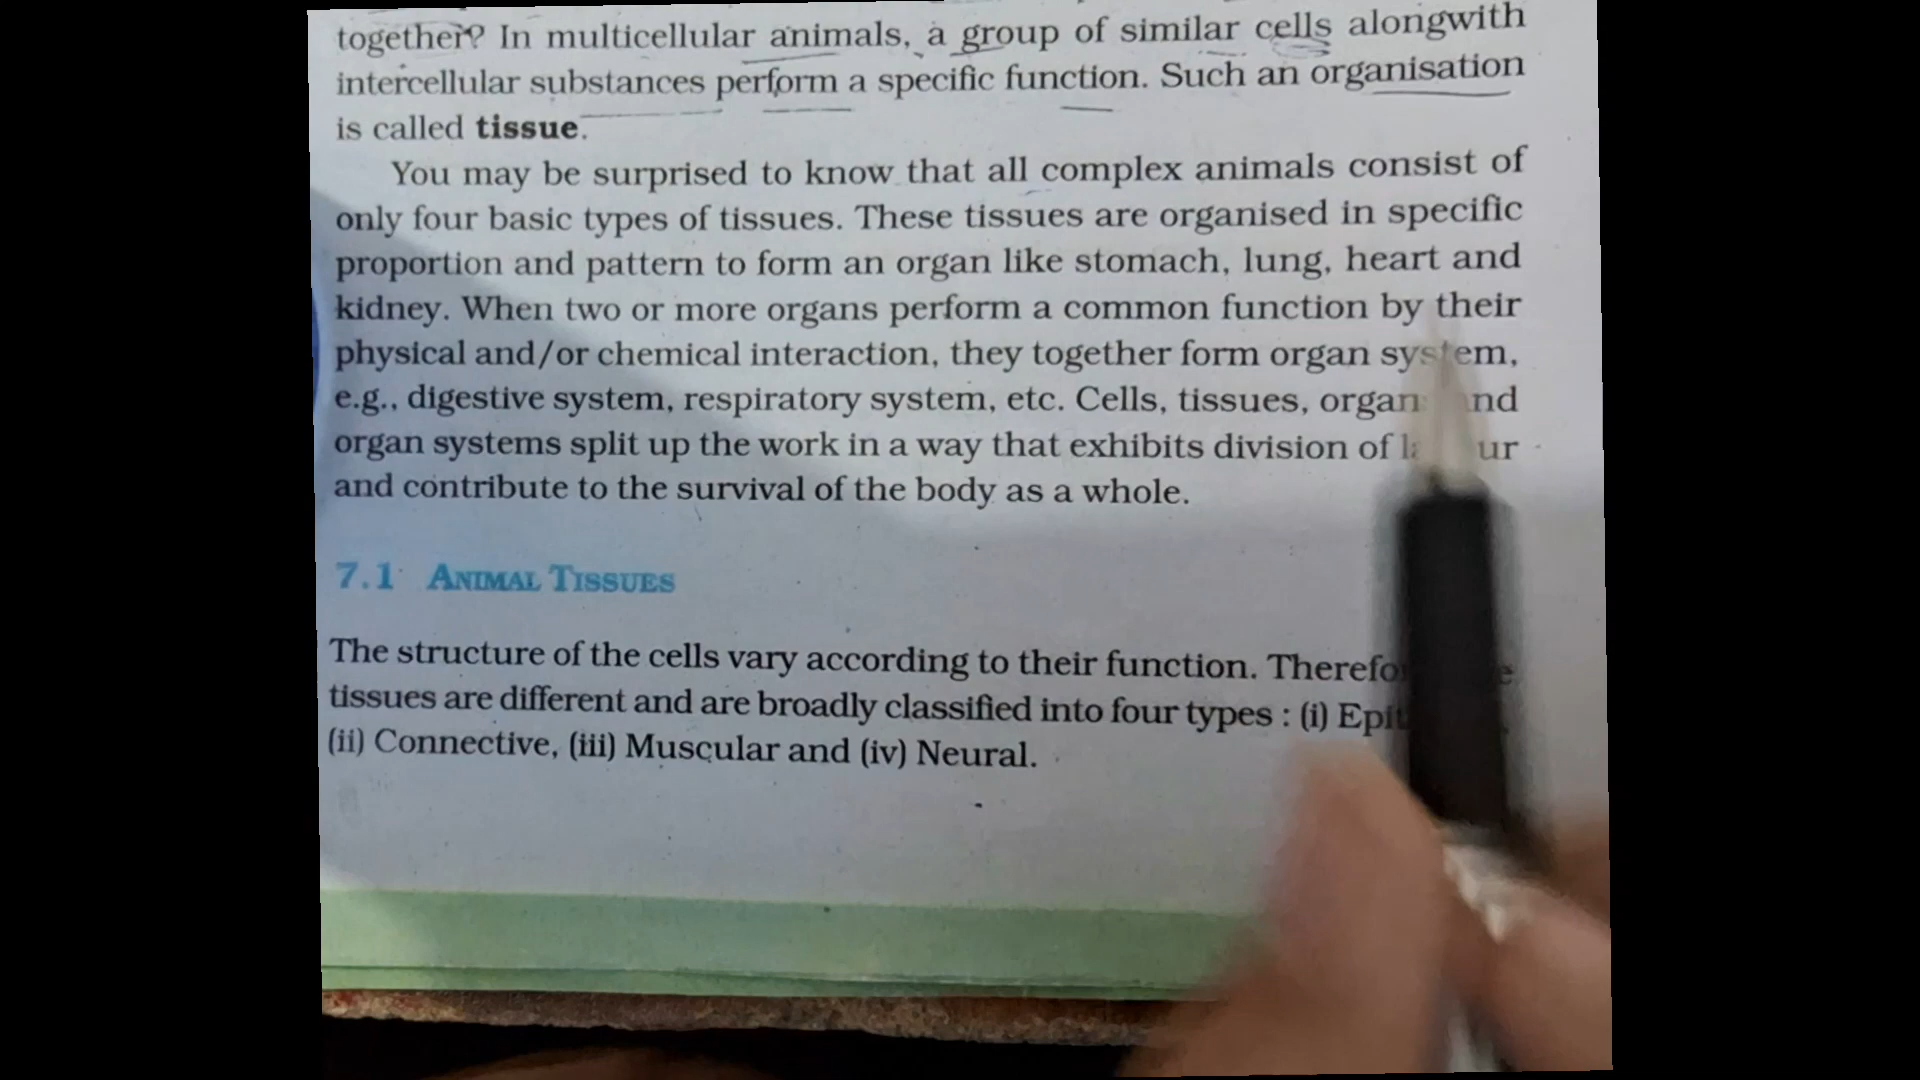 together? In multicellular animals, a group of similar cells alongwith
intercellular substances perform a specific function. Such an organisation
is called tissue.
You may be surprised to know that all complex animals consist of
only four basic types of tissues. These tissues are organised in specific
proportion and pattern to form an organ like stomach, lung, heart and
kidney. When two or more organs perform a common function by their
physical and/or chemical interaction, they together form organ system,
e.g., digestive system, respiratory system, etc. Cells, tissues,
organ systems split up the work in a way that exhibits division of
and contribute to the survival of the body as a whole.
7.1 ANIMAL TISSUES
The structure of the cells vary according to their function.
tissues are different and are broadly classified into four types : (i)
(ii) Connective, (iii) Muscular and (iv) Neural.